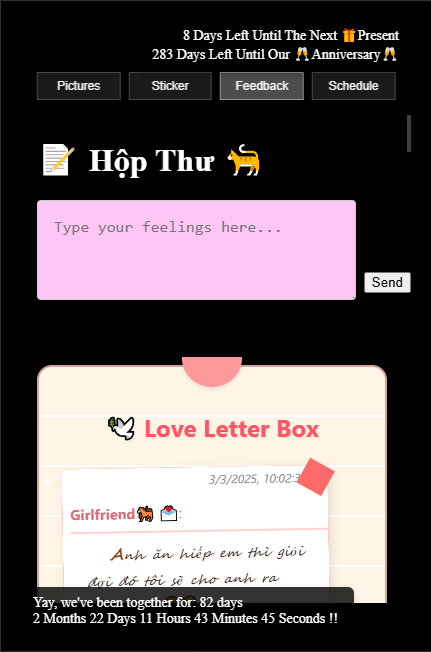 8 Days Left Until The Next 🎁Present
283 Days Left Until Our 🥂Anniversary🥂
Pictures Sticker Feedback Schedule
📝 Hộp Thư 🐈
Type your feelings here...
Send
🕊️ Love Letter Box
3/3/2025, 10:02:3
Girlfriend🐂 💌:
Anh ăn hiếp em thì giỏi
đợi đó tôi sẽ cho anh ra
Yay, we've been together for: 82 days
2 Months 22 Days 11 Hours 43 Minutes 45 Seconds !!